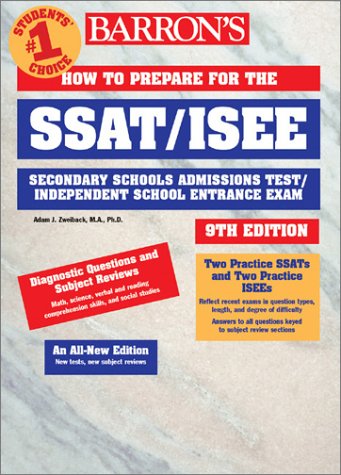 STUDENTS'
#1
CHOICE
BARRON'S
HOW TO PREPARE FOR THE
SSAT/ISEE
SECONDARY SCHOOLS ADMISSIONS TEST/
INDEPENDENT SCHOOL ENTRANCE EXAM
Adam J. Zweiback, M.A., Ph.D.
9TH EDITION
Diagnostic Questions and
Subject Reviews
Math, science, verbal and reading
comprehension skills, and social studies
Two Practice SSATs
and Two Practice
ISEEs
Reflect recent exams in question types,
length, and degree of difficulty
Answers to all questions keyed
to subject review sections
An All-New Edition
New tests, new subject reviews